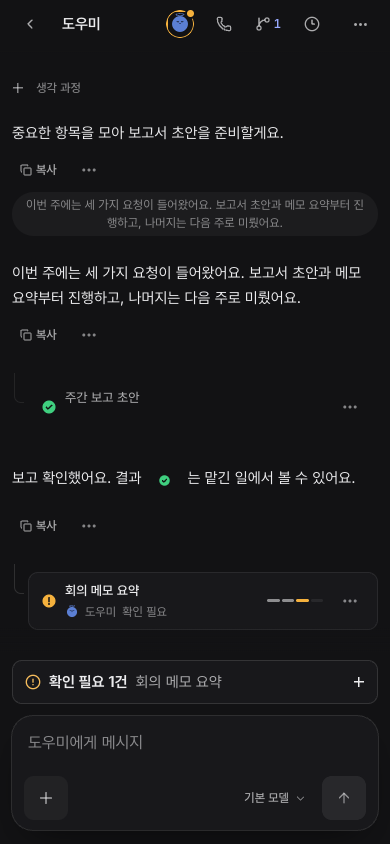 도우미
1
생각 과정
중요한 항목을 모아 보고서 초안을 준비할게요.
복사
이번 주에는 세 가지 요청이 들어왔어요. 보고서 초안과 메모 요약부터 진
행하고, 나머지는 다음 주로 미뤘어요.
이번 주에는 세 가지 요청이 들어왔어요. 보고서 초안과 메모
요약부터 진행하고, 나머지는 다음 주로 미뤘어요.
복사
주간 보고 초안
보고 확인했어요. 결과 는 맡긴 일에서 볼 수 있어요.
복사
회의 메모 요약
도우미 확인 필요
확인 필요 1건 회의 메모 요약
도우미에게 메시지
기본 모델